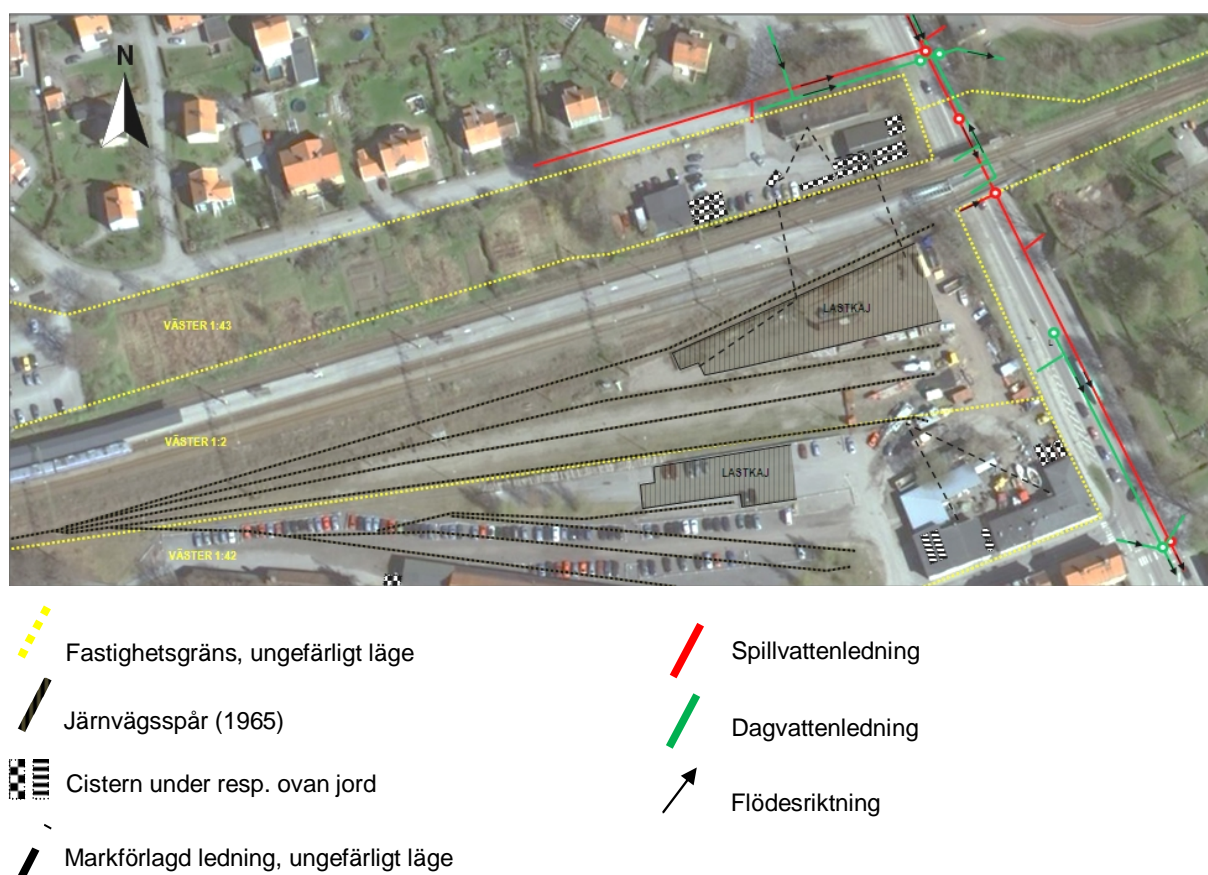 N
LASTKAJ
VÄSTER 1:43
VÄSTER 1:2
LASTKAJ
VÄSTER 1:42
Fastighetsgräns, ungefärligt läge
Järnvägsspår (1965)
Cistern under resp. ovan jord
Markförlagd ledning, ungefärligt läge
Spillvattenledning
Dagvattenledning
Flödesriktning